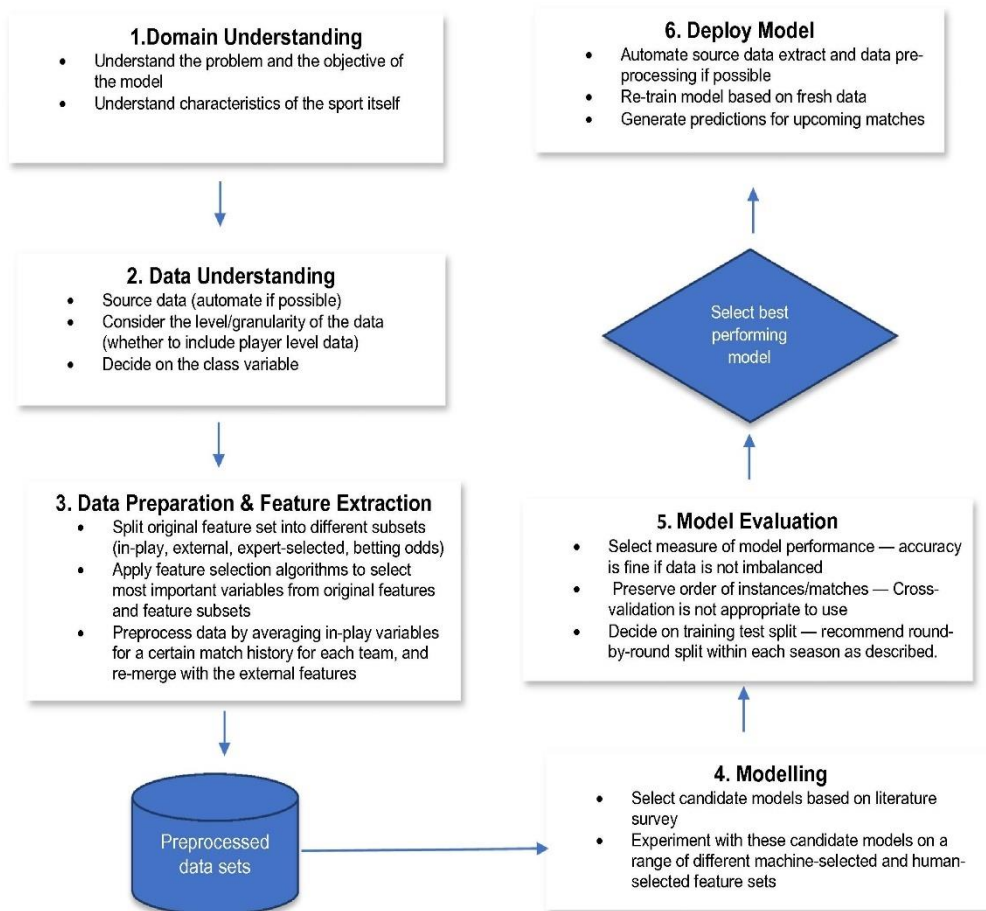 1.Domain Understanding
• Understand the problem and the objective of
the model
• Understand characteristics of the sport itself
2. Data Understanding
• Source data (automate if possible)
• Consider the level/granularity of the data
(whether to include player level data)
• Decide on the class variable
3. Data Preparation & Feature Extraction
• Split original feature set into different subsets
(in-play, external, expert-selected, betting odds)
• Apply feature selection algorithms to select
most important variables from original features
and feature subsets
• Preprocess data by averaging in-play variables
for a certain match history for each team, and
re-merge with the external features
Preprocessed
data sets
4. Modelling
• Select candidate models based on literature
survey
• Experiment with these candidate models on a
range of different machine-selected and human-
selected feature sets
5. Model Evaluation
• Select measure of model performance — accuracy
is fine if data is not imbalanced
• Preserve order of instances/matches — Cross-
validation is not appropriate to use
• Decide on training test split — recommend round-
by-round split within each season as described.
Select best
performing
model
6. Deploy Model
• Automate source data extract and data pre-
processing if possible
• Re-train model based on fresh data
• Generate predictions for upcoming matches